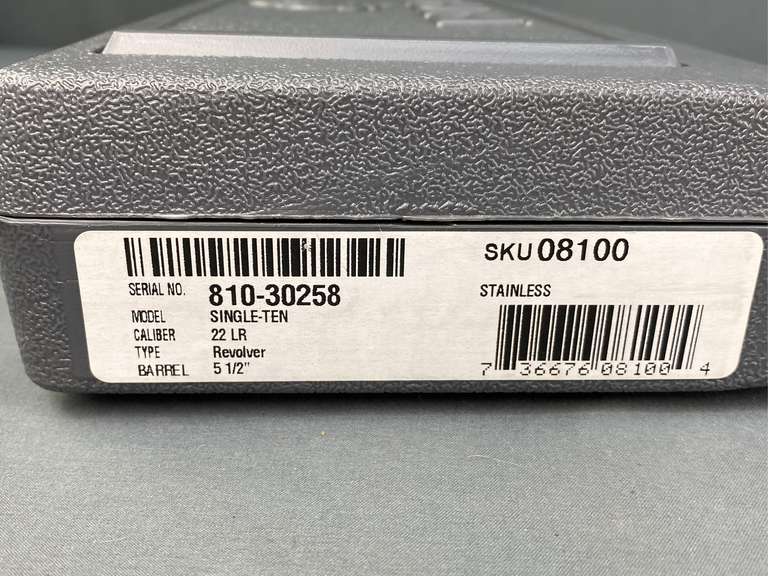 SKU 08100
SERIAL NO. 810-30258
STAINLESS
MODEL SINGLE-TEN
CALIBER 22 LR
TYPE Revolver
BARREL 5 1/2"
7 36676 08100 4